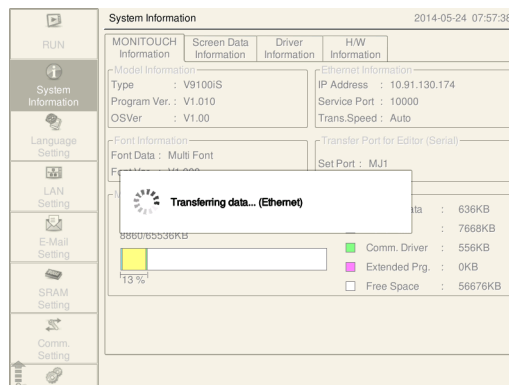 System Information 2014-05-24 07:57:38
RUN
System
Information
Language
Setting
LAN
Setting
E-Mail
Setting
SRAM
Setting
Comm.
Setting
MONITOUCH
Information
Screen Data
Information
Driver
Information
H/W
Information
Model Information
Type : V9100iS
Program Ver. : V1.010
OSVer : V1.00
Ethernet Information
IP Address : 10.91.130.174
Service Port : 10000
Trans.Speed : Auto
Font Information
Font Data : Multi Font
Transfer Port for Editor (Serial)
Set Port : MJ1
Transferring data... (Ethernet)
8860/65536KB
13 %
: 636KB
: 7668KB
Comm. Driver : 556KB
Extended Prg. : 0KB
Free Space : 56676KB